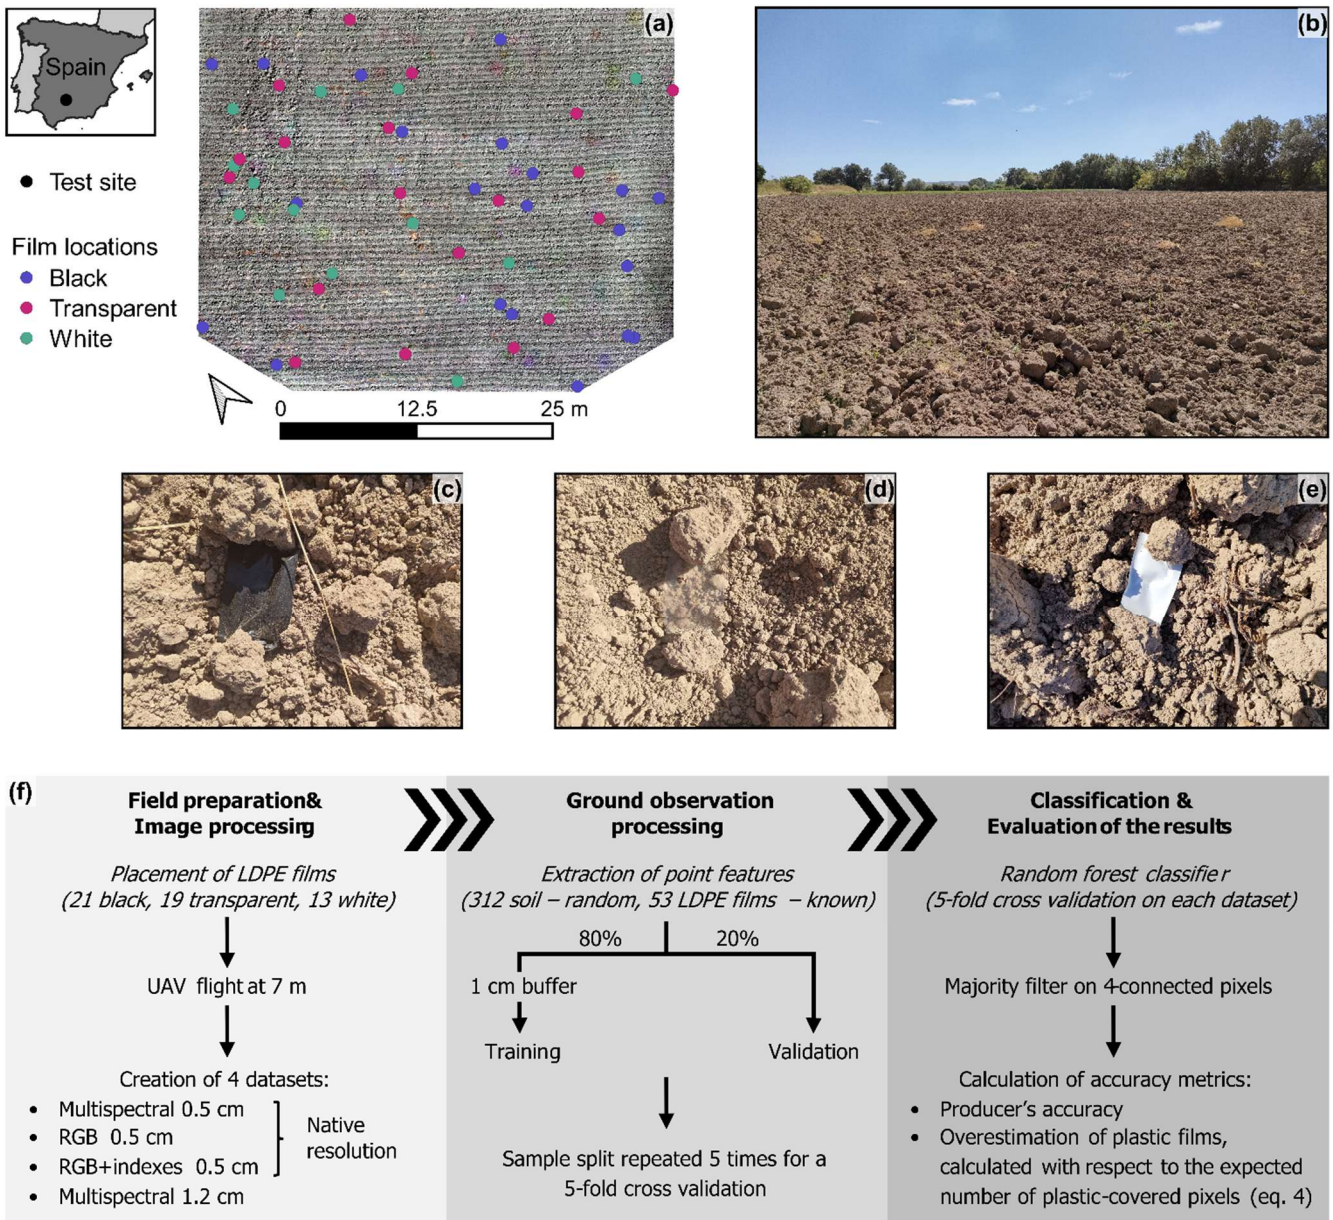 Spain
Test site
Film locations
Black
Transparent
White
(a)
0 12.5 25 m
(b)
(c)
(d)
(e)
(f)
Field preparation&
Image processing
Placement of LDPE films
(21 black, 19 transparent, 13 white)
UAV flight at 7 m
Creation of 4 datasets:
• Multispectral 0.5 cm
• RGB 0.5 cm
• RGB+indexes 0.5 cm
• Multispectral 1.2 cm
Native
resolution
Ground observation
processing
Extraction of point features
(312 soil – random, 53 LDPE films – known)
80% 20%
1 cm buffer
Training Validation
Sample split repeated 5 times for a
5-fold cross validation
Classification &
Evaluation of the results
Random forest classifier
(5-fold cross validation on each dataset)
Majority filter on 4-connected pixels
Calculation of accuracy metrics:
• Producer's accuracy
• Overestimation of plastic films,
calculated with respect to the expected
number of plastic-covered pixels (eq. 4)